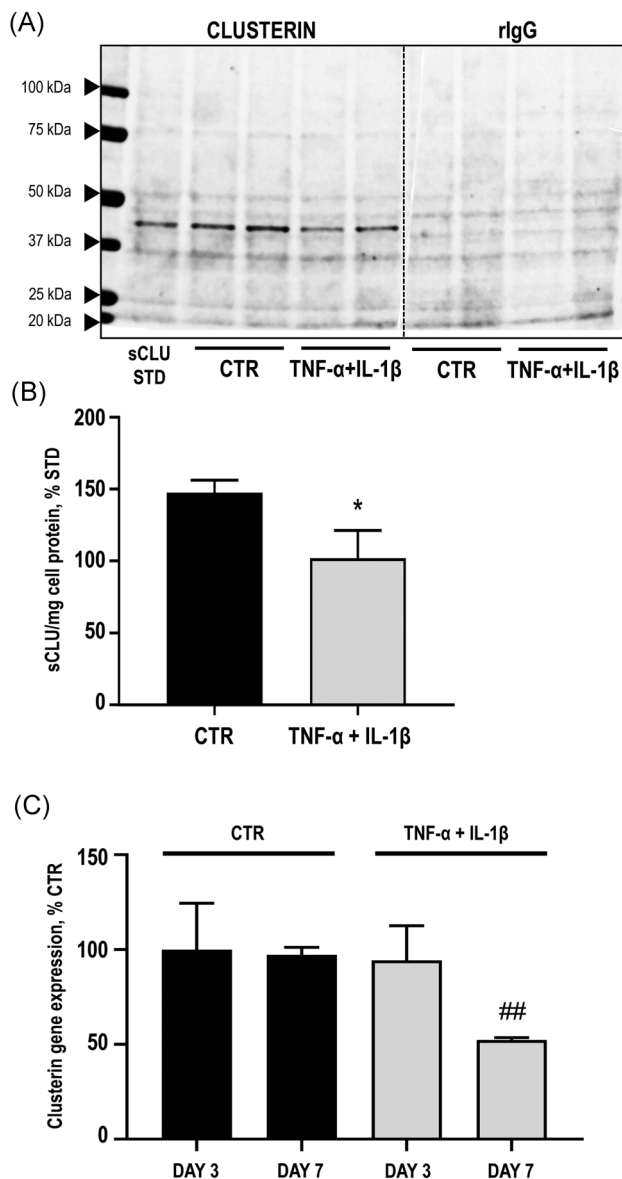 (A)
CLUSTERIN rIgG
100 kDa
75 kDa
50 kDa
37 kDa
25 kDa
20 kDa
sCLU
STD
CTR TNF-α+IL-1β CTR TNF-α+IL-1β
(B)
sCLU/mg cell protein, % STD
200
150
100
50
0
*
CTR TNF-α + IL-1β
(C)
CTR TNF-α + IL-1β
Clusterin gene expression, % CTR
150
100
50
0
##
DAY 3 DAY 7 DAY 3 DAY 7